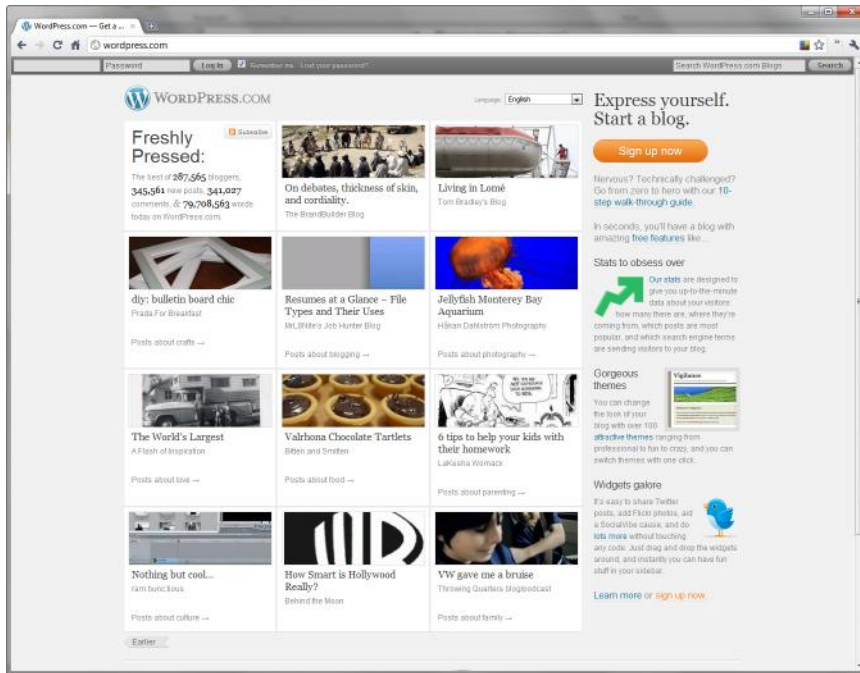 WordPress.com — Get a ...
wordpress.com
Password
Log In
Remember me
Lost your password?
Search WordPress.com Blogs
Search
WORDPRESS.COM
Language:
English
Freshly
Pressed:
Subscribe
The best of 287,565 bloggers,
345,561 new posts, 341,027
comments, & 79,708,563 words
today on WordPress.com.
On debates, thickness of skin,
and cordiality.
The BrandBuilder Blog
Living in Lomé
Tom Bradley's Blog
diy: bulletin board chic
Prada For Breakfast
Posts about crafts →
Resumes at a Glance – File
Types and Their Uses
MrL8Nite's Job Hunter Blog
Posts about blogging →
Jellyfish Monterey Bay
Aquarium
Håkan Dahlström Photography
Posts about photography →
The World's Largest
A Flash of Inspiration
Posts about love →
Valrhona Chocolate Tartlets
Bitten and Smitten
Posts about food →
6 tips to help your kids with
their homework
LaKesha Womack
Posts about parenting →
Nothing but cool...
ram bunc tious
Posts about culture →
How Smart is Hollywood
Really?
Behind the Moon
VW gave me a bruise
Throwing Quarters blog/podcast
Posts about family →
Earlier
Express yourself.
Start a blog.
Sign up now
Nervous? Technically challenged?
Go from zero to hero with our 10-
step walk-through guide.
In seconds, you'll have a blog with
amazing free features like...
Stats to obsess over
Our stats are designed to
give you up-to-the-minute
data about your visitors:
how many there are, where they're
coming from, which posts are most
popular, and which search engine terms
are sending visitors to your blog.
Gorgeous
themes
Vigilance
You can change
the look of your
blog with over 100
attractive themes ranging from
professional to fun to crazy, and you can
switch themes with one click.
Widgets galore
It's easy to share Twitter
posts, add Flickr photos, aid
a SocialVibe cause, and do
lots more without touching
any code. Just drag and drop the widgets
around, and instantly you can have fun
stuff in your sidebar.
Learn more or sign up now.